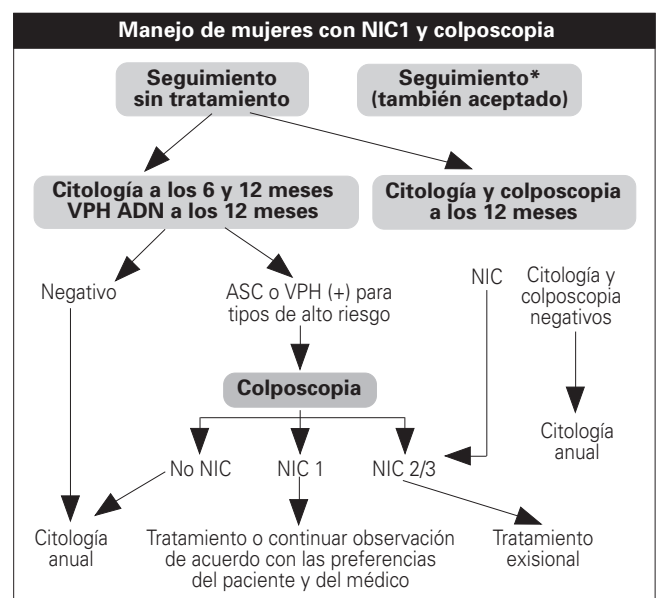 Manejo de mujeres con NIC1 y colposcopia
Seguimiento
sin tratamiento
Seguimiento*
(también aceptado)
Citología a los 6 y 12 meses
VPH ADN a los 12 meses
Citología y colposcopia
a los 12 meses
Negativo
ASC o VPH (+) para
tipos de alto riesgo
NIC
Citología y
colposcopia
negativos
Colposcopia
Citología
anual
No NIC
NIC 1
NIC 2/3
Citología
anual
Tratamiento o continuar observación
de acuerdo con las preferencias
del paciente y del médico
Tratamiento
exisional